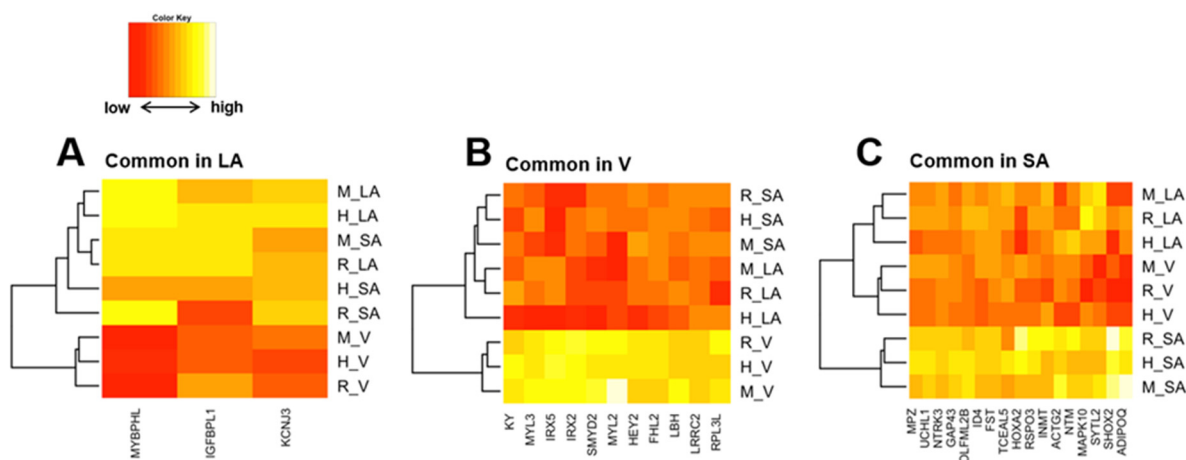 Color Key
low high
A Common in LA
M_LA
H_LA
M_SA
R_LA
H_SA
R_SA
M_V
H_V
R_V
MYBPHL
IGFBPL1
KCNJ3
B Common in V
R_SA
H_SA
M_SA
M_LA
R_LA
H_LA
R_V
H_V
M_V
KY
MYL3
IRX5
IRX2
SMYD2
MYL2
HEY2
FHL2
LBH
LRRC2
RPL3L
C Common in SA
M_LA
R_LA
H_LA
M_V
R_V
H_V
R_SA
H_SA
M_SA
MPZ
UCHL1
NTRK3
GAP43
OLFML2B
ID4
FST
TCEAL5
HOXA2
RSPO3
INMT
ACTG2
NTM
MAPK10
SYTL2
SHOX2
ADIPOQ